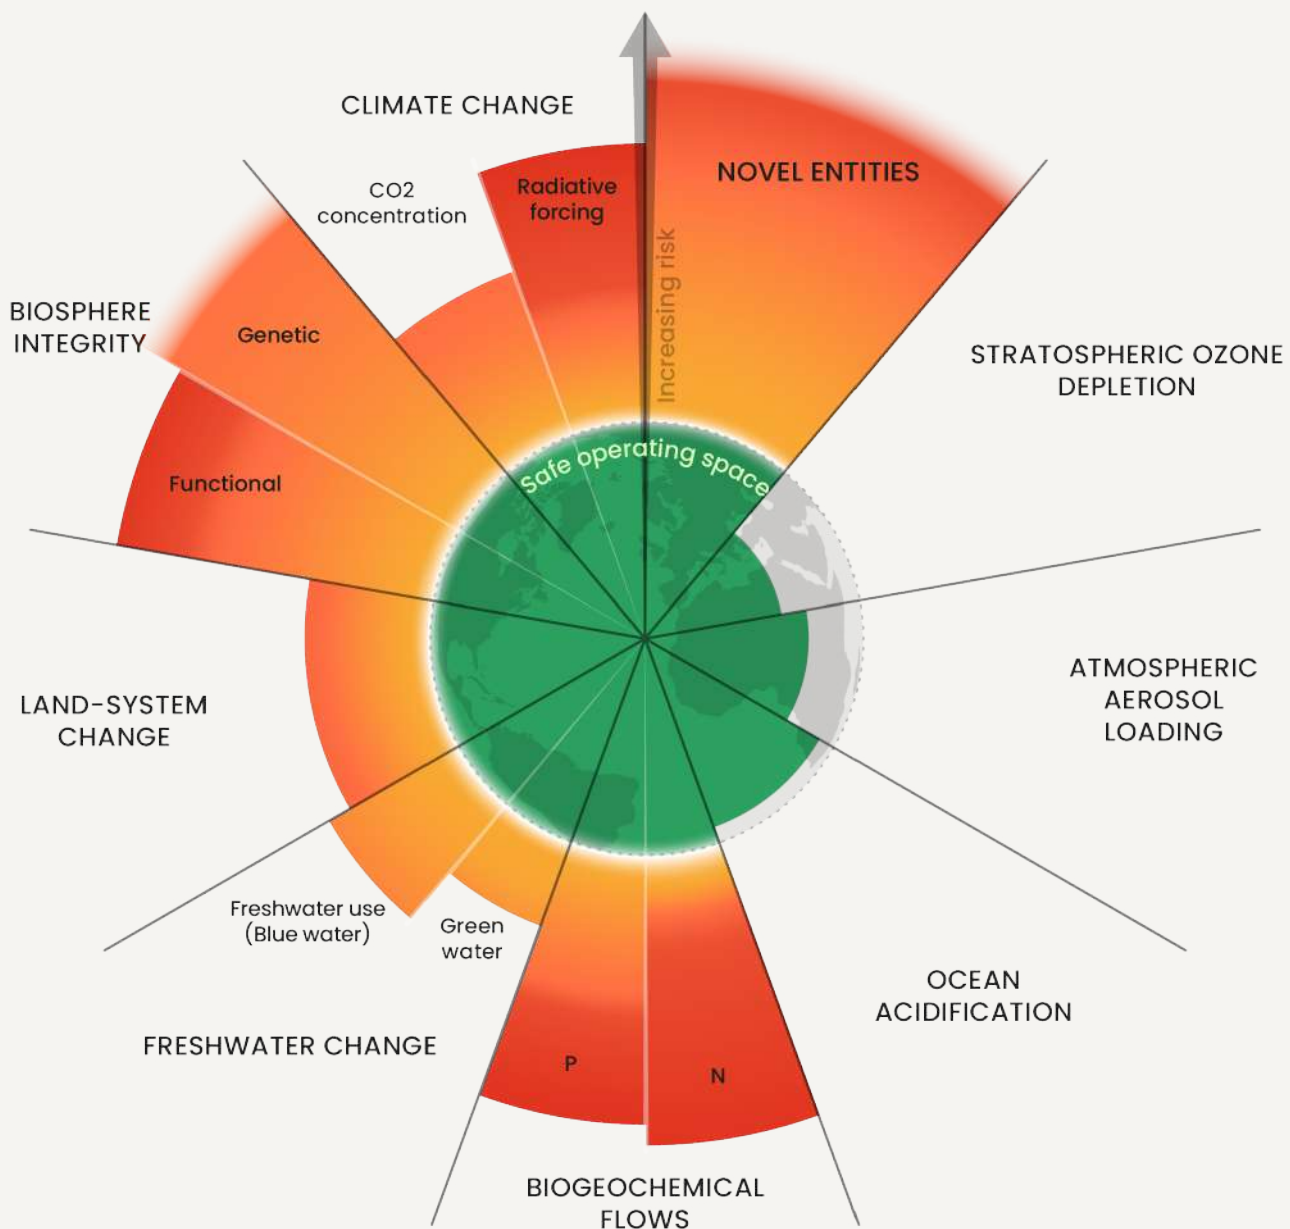 CLIMATE CHANGE
CO2
concentration
Radiative
forcing
NOVEL ENTITIES
Increasing risk
BIOSPHERE
INTEGRITY
Genetic
Functional
STRATOSPHERIC OZONE
DEPLETION
Safe operating space
LAND-SYSTEM
CHANGE
ATMOSPHERIC
AEROSOL
LOADING
Freshwater use
(Blue water)
Green
water
FRESHWATER CHANGE
OCEAN
ACIDIFICATION
P
N
BIOGEOCHEMICAL
FLOWS